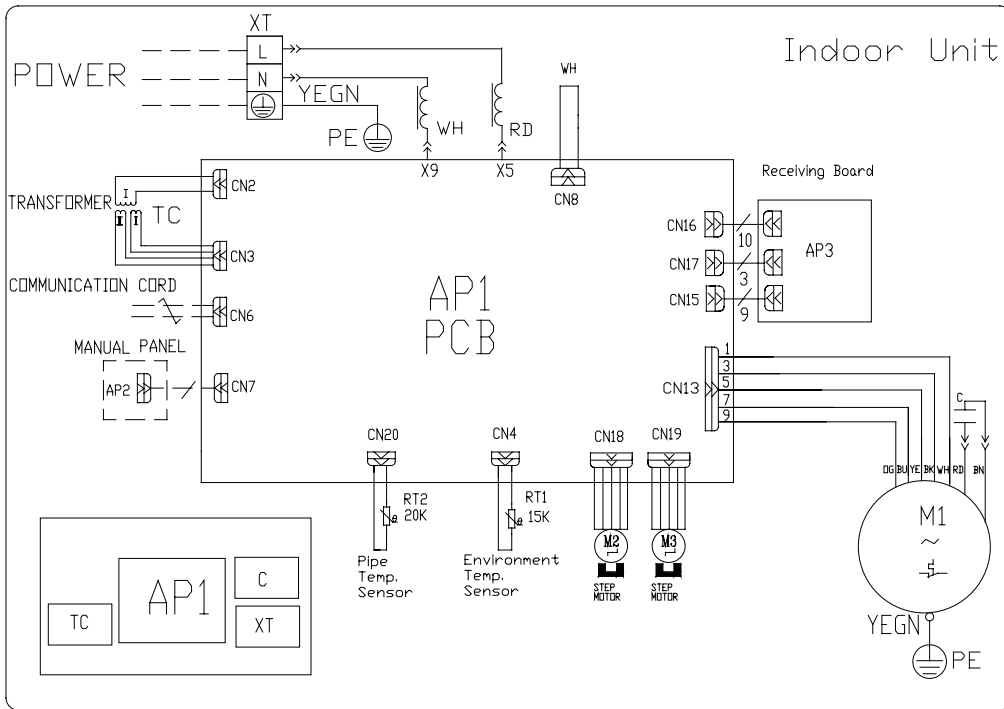 Indoor Unit
XT
L
POWER
N
YEGN
PE
WH
RD
WH
X9
X5
CN8
Receiving Board
TRANSFORMER
I
II
II
TC
CN2
CN3
COMMUNICATION CORD
CN6
MANUAL PANEL
AP2
CN7
AP1
PCB
CN16
10
CN17
3
CN15
9
AP3
CN13
1
3
5
7
9
C
OG BU YE BK WH RD BN
M1
~
YEGN
PE
CN20
CN4
CN18
CN19
RT2
20K
RT1
15K
Pipe
Temp.
Sensor
Environment
Temp.
Sensor
M2
M3
STEP
MOTOR
STEP
MOTOR
TC
AP1
C
XT